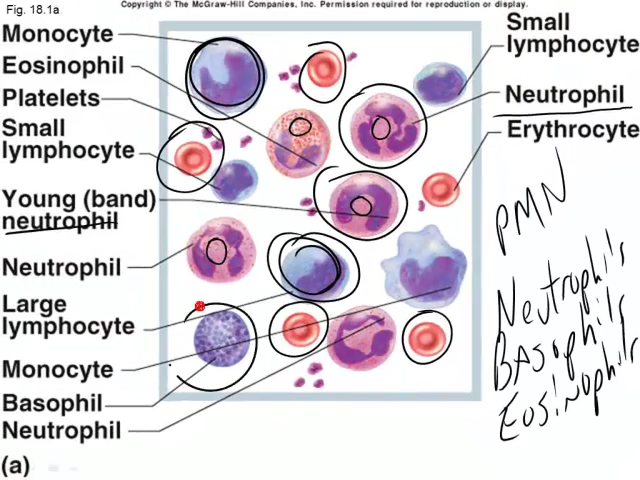 Fig. 18.1a
Copyright © The McGraw-Hill Companies, Inc. Permission required for reproduction or display.
Monocyte
Eosinophil
Platelets
Small
lymphocyte
Young (band)
neutrophil
Neutrophil
Large
lymphocyte
Monocyte
Basophil
Neutrophil
(a)
Small
lymphocyte
Neutrophil
Erythrocyte
PMN
Neutrophils
BASophils
EOSiNophils